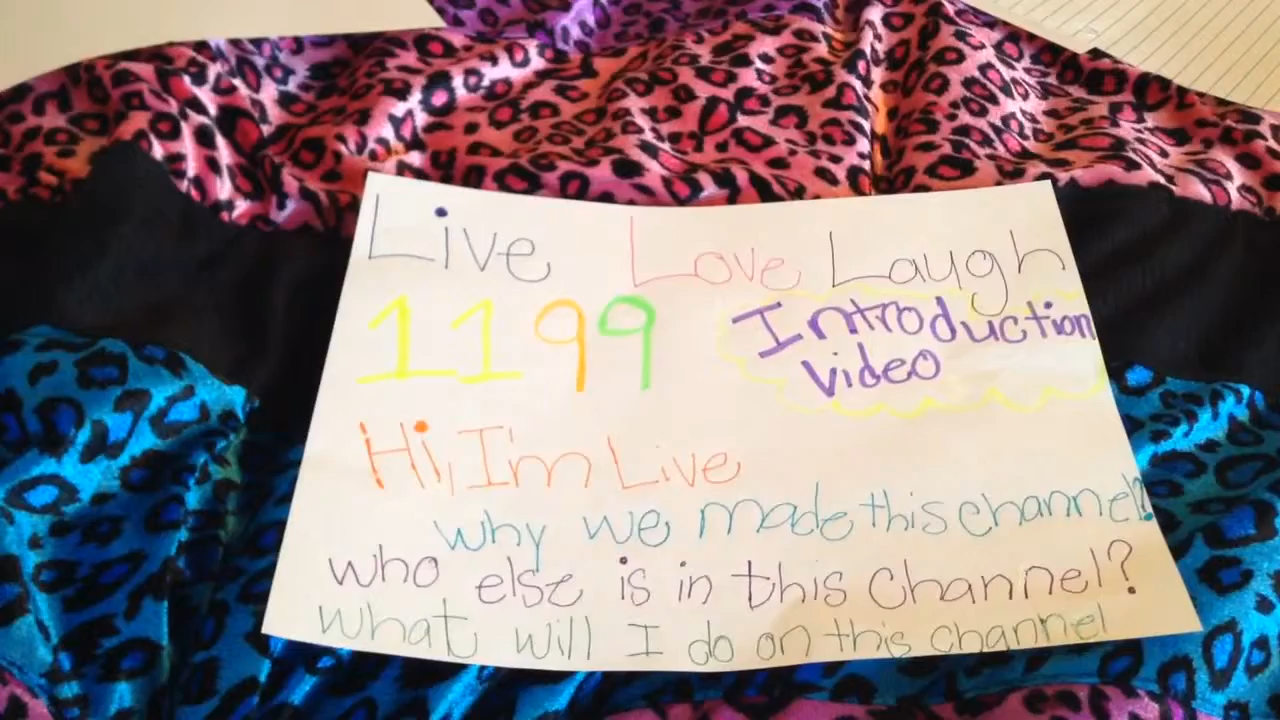 Live Love Laugh
1199 Introduction
video
Hi, I'm Live
why we made this channel?
who else is in this channel?
what will I do on this channel